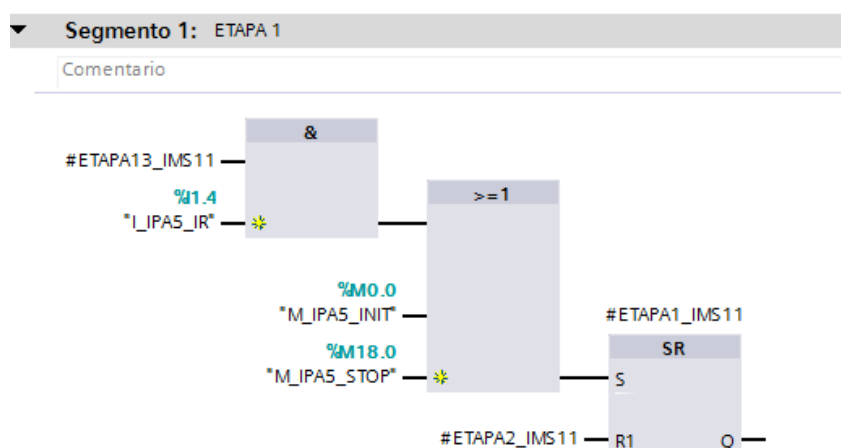 Segmento 1: ETAPA 1
Comentario
&
#ETAPA13_IMS11
%I1.4
"I_IPA5_IR"
>=1
%M0.0
"M_IPA5_INIT"
#ETAPA1_IMS11
%M18.0
SR
"M_IPA5_STOP"
S
#ETAPA2_IMS11
R1
Q